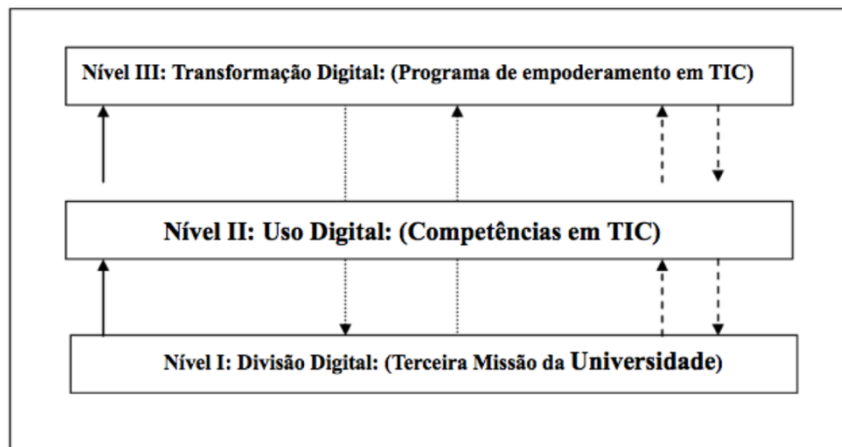 Nível III: Transformação Digital: (Programa de empoderamento em TIC)
Nível II: Uso Digital: (Competências em TIC)
Nível I: Divisão Digital: (Terceira Missão da Universidade)